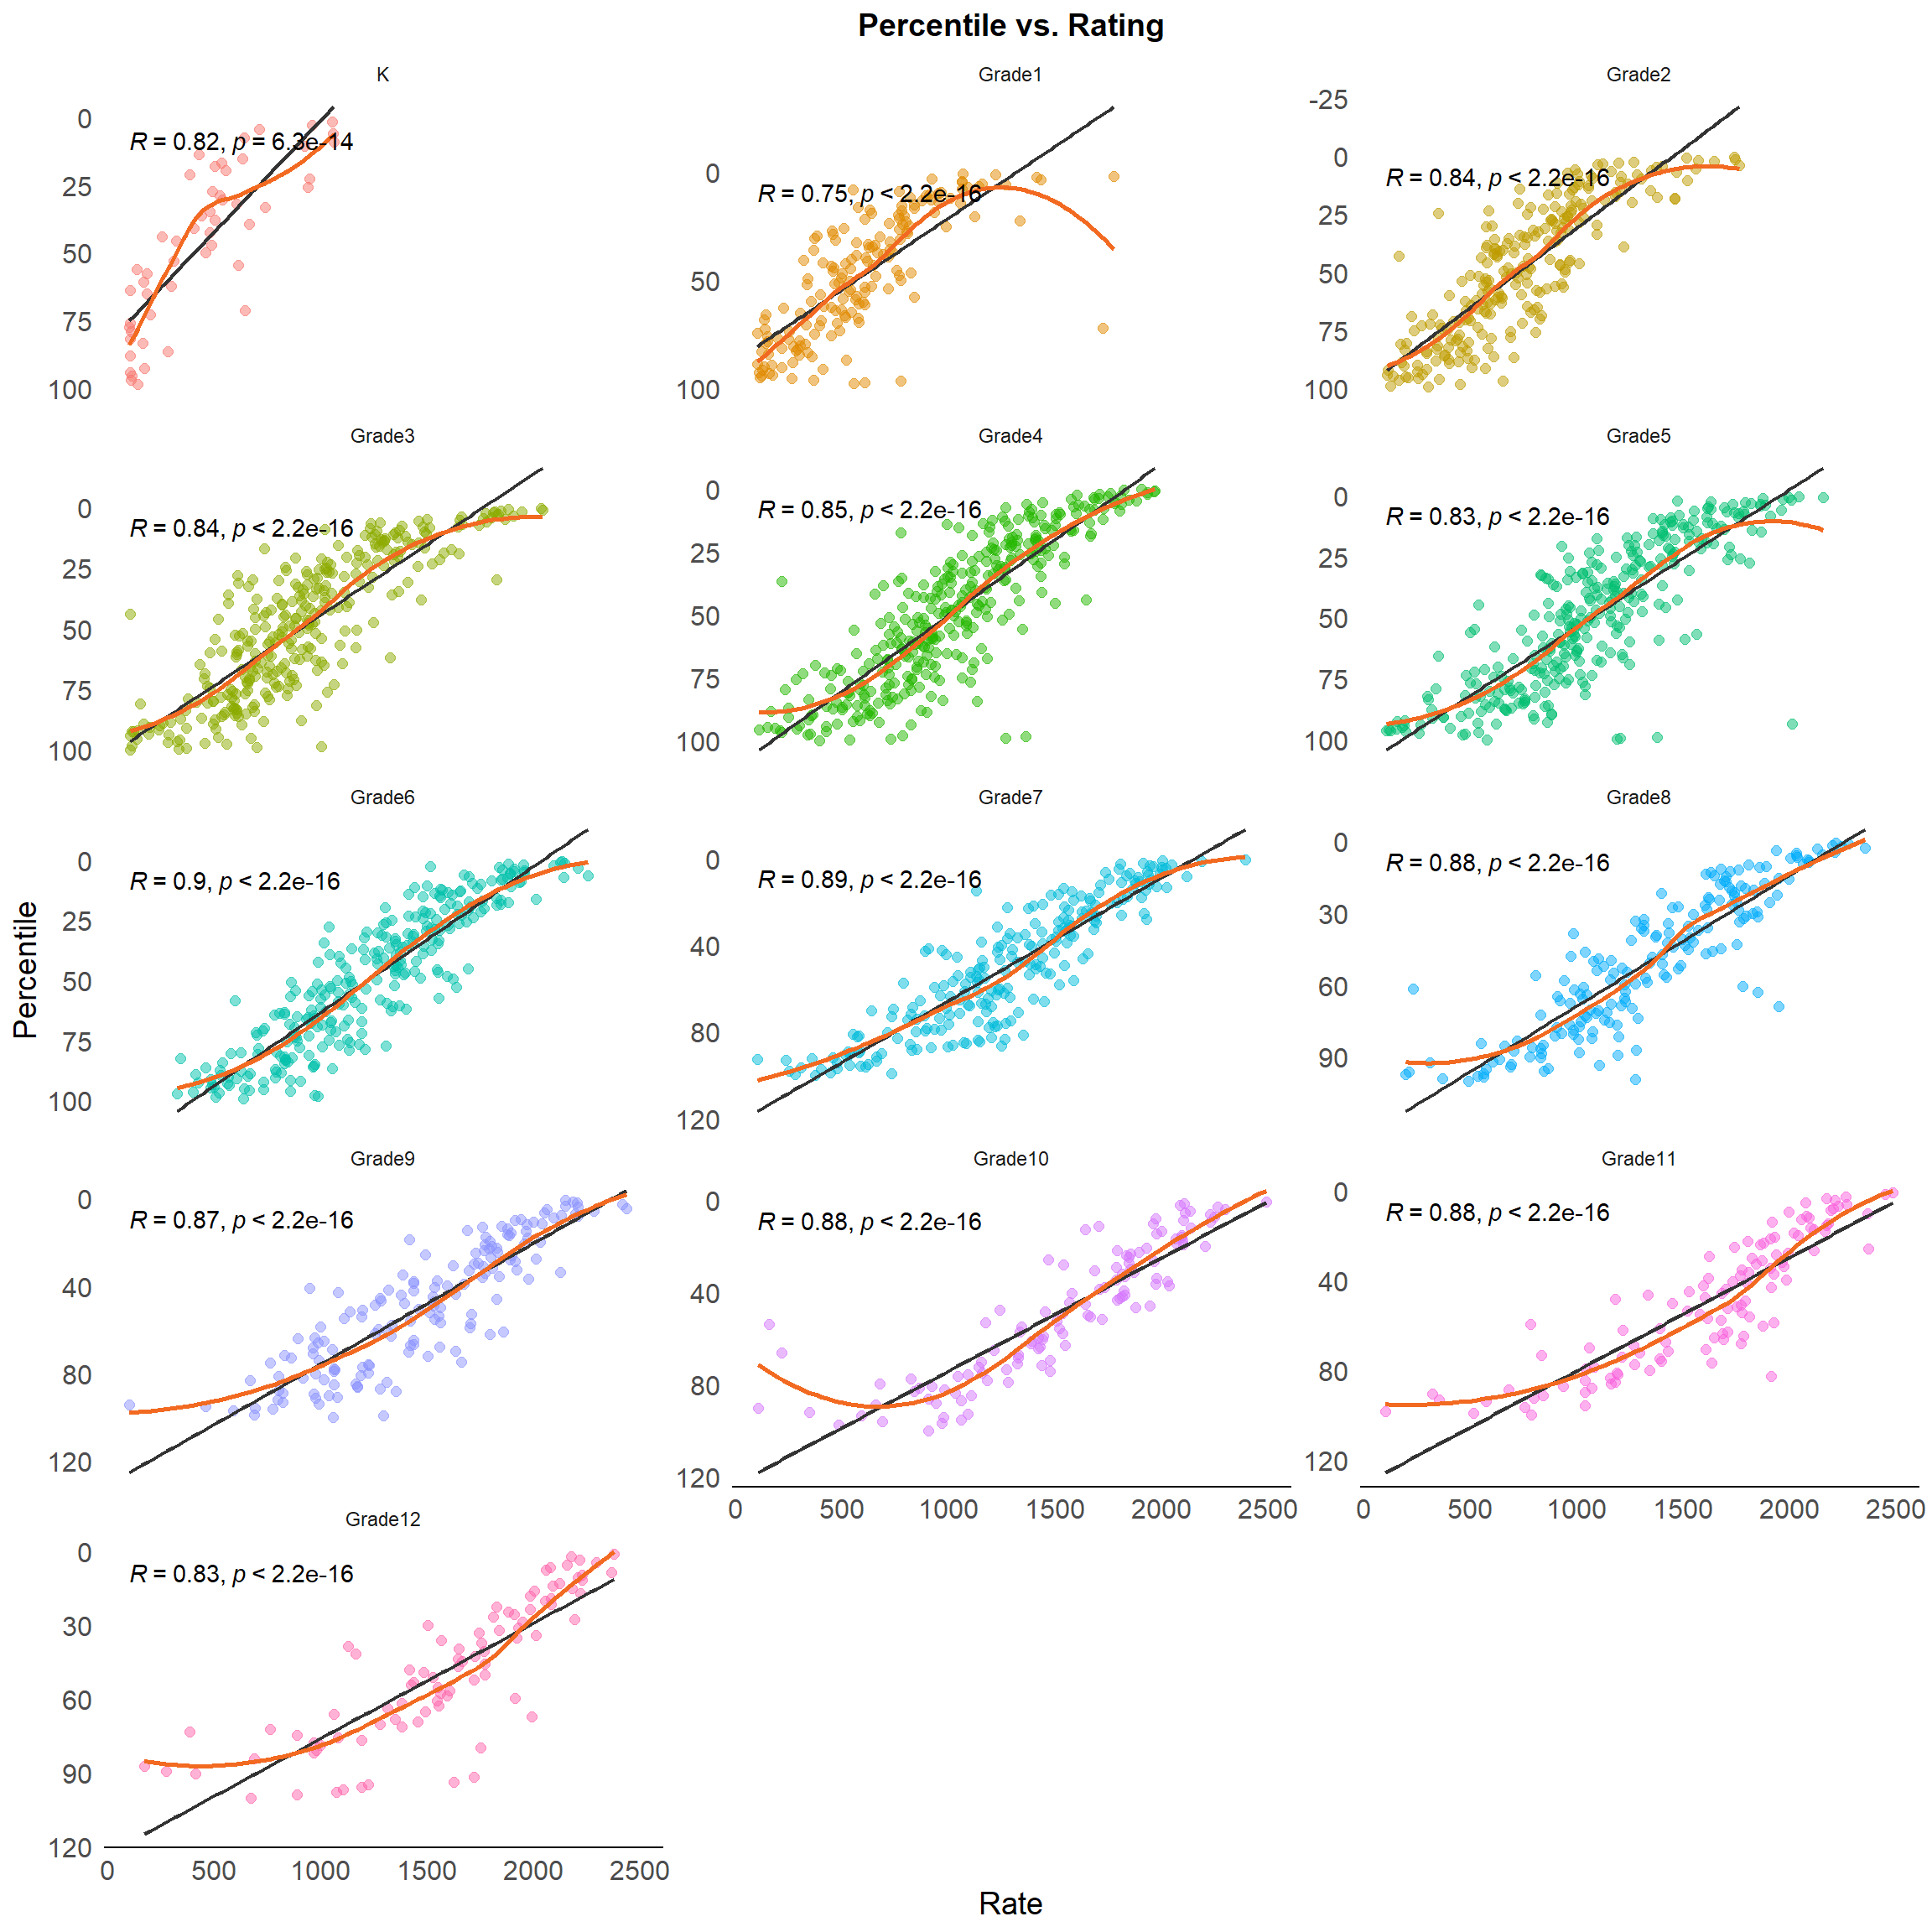 Percentile vs. Rating
K
Grade1
Grade2
0
25
50
75
100
R = 0.82, p = 6.3e-14
0
50
100
R = 0.75, p < 2.2e-16
-25
0
25
50
75
100
R = 0.84, p < 2.2e-16
Grade3
Grade4
Grade5
0
25
50
75
100
R = 0.84, p < 2.2e-16
0
25
50
75
100
R = 0.85, p < 2.2e-16
0
25
50
75
100
R = 0.83, p < 2.2e-16
Grade6
Grade7
Grade8
0
25
50
75
100
R = 0.9, p < 2.2e-16
0
40
80
120
R = 0.89, p < 2.2e-16
0
30
60
90
R = 0.88, p < 2.2e-16
Percentile
Grade9
Grade10
Grade11
0
40
80
120
R = 0.87, p < 2.2e-16
0
40
80
120
R = 0.88, p < 2.2e-16
0 500 1000 1500 2000 2500
0
40
80
120
R = 0.88, p < 2.2e-16
0 500 1000 1500 2000 2500
Grade12
0
30
60
90
120
R = 0.83, p < 2.2e-16
0 500 1000 1500 2000 2500
Rate